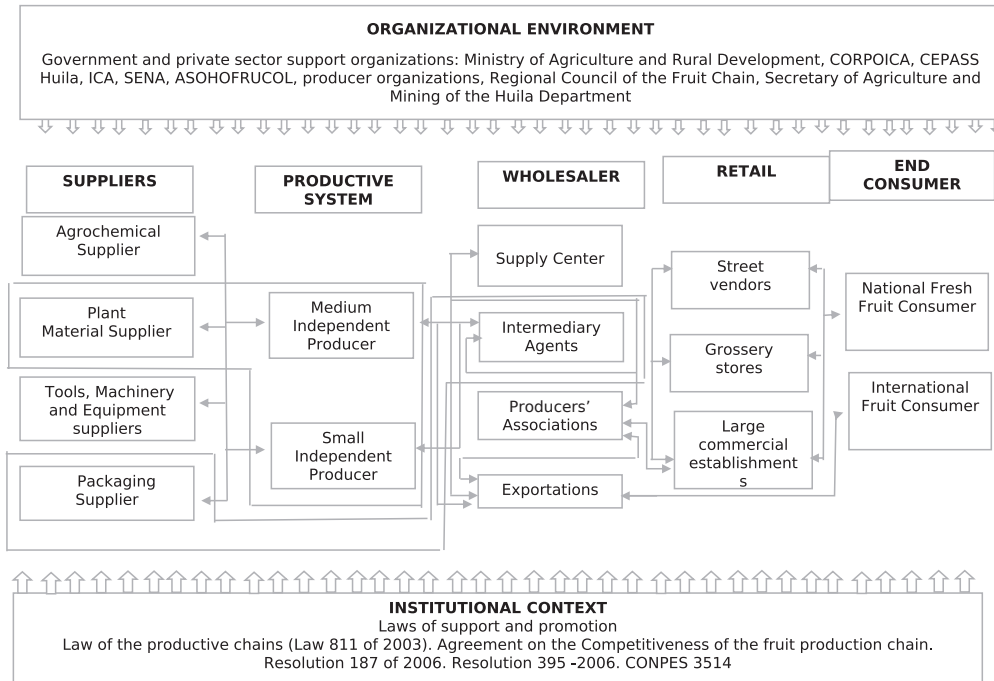 ORGANIZATIONAL ENVIRONMENT
Government and private sector support organizations: Ministry of Agriculture and Rural Development, CORPOICA, CEPASS
Huila, ICA, SENA, ASOHOFRUCOL, producer organizations, Regional Council of the Fruit Chain, Secretary of Agriculture and
Mining of the Huila Department
SUPPLIERS
PRODUCTIVE
SYSTEM
WHOLESALER
RETAIL
END
CONSUMER
Agrochemical
Supplier
Plant
Material Supplier
Tools, Machinery
and Equipment
suppliers
Packaging
Supplier
Medium
Independent
Producer
Small
Independent
Producer
Supply Center
Intermediary
Agents
Producers’
Associations
Exportations
Street
vendors
Grossery
stores
Large
commercial
establishment
s
National Fresh
Fruit Consumer
International
Fruit Consumer
INSTITUTIONAL CONTEXT
Laws of support and promotion
Law of the productive chains (Law 811 of 2003). Agreement on the Competitiveness of the fruit production chain.
Resolution 187 of 2006. Resolution 395 -2006. CONPES 3514